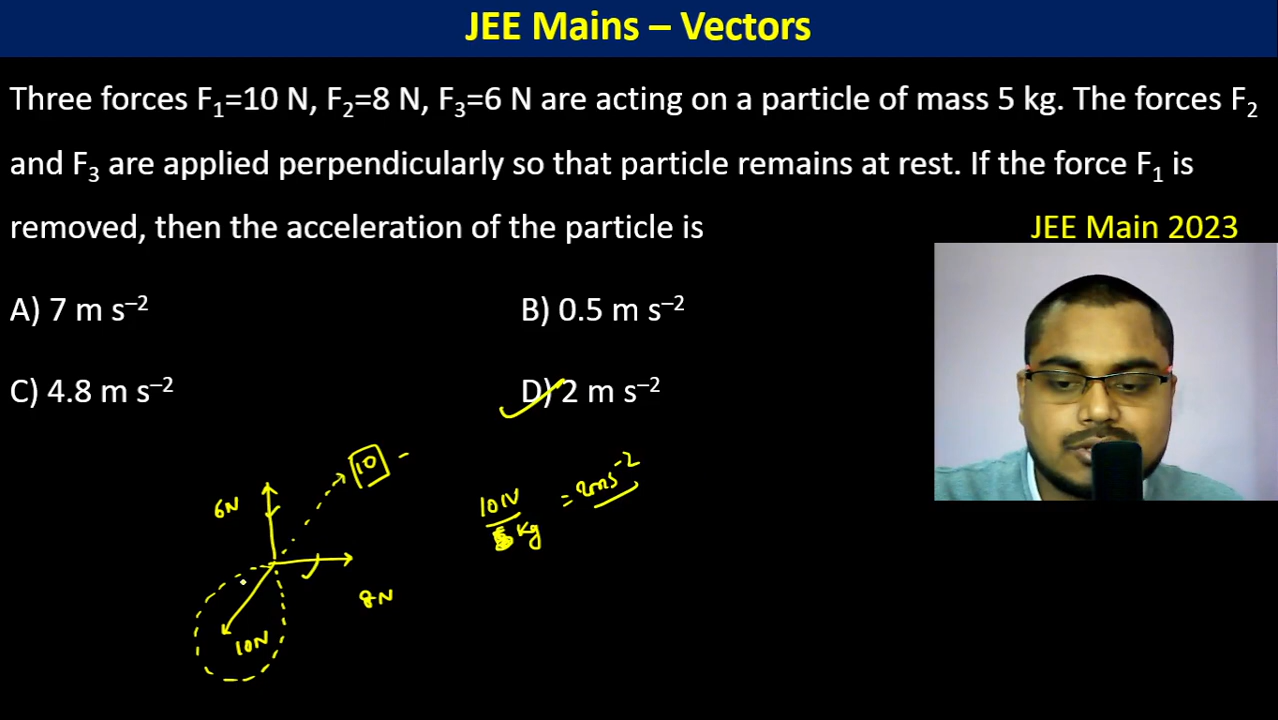 JEE Mains – Vectors
Three forces F₁=10 N, F₂=8 N, F₃=6 N are acting on a particle of mass 5 kg. The forces F₂
and F₃ are applied perpendicularly so that particle remains at rest. If the force F₁ is
removed, then the acceleration of the particle is JEE Main 2023
A) 7 m s⁻² B) 0.5 m s⁻²
C) 4.8 m s⁻² D) 2 m s⁻²
10
6N
10N
5 kg
= 2ms⁻²
8N
10N